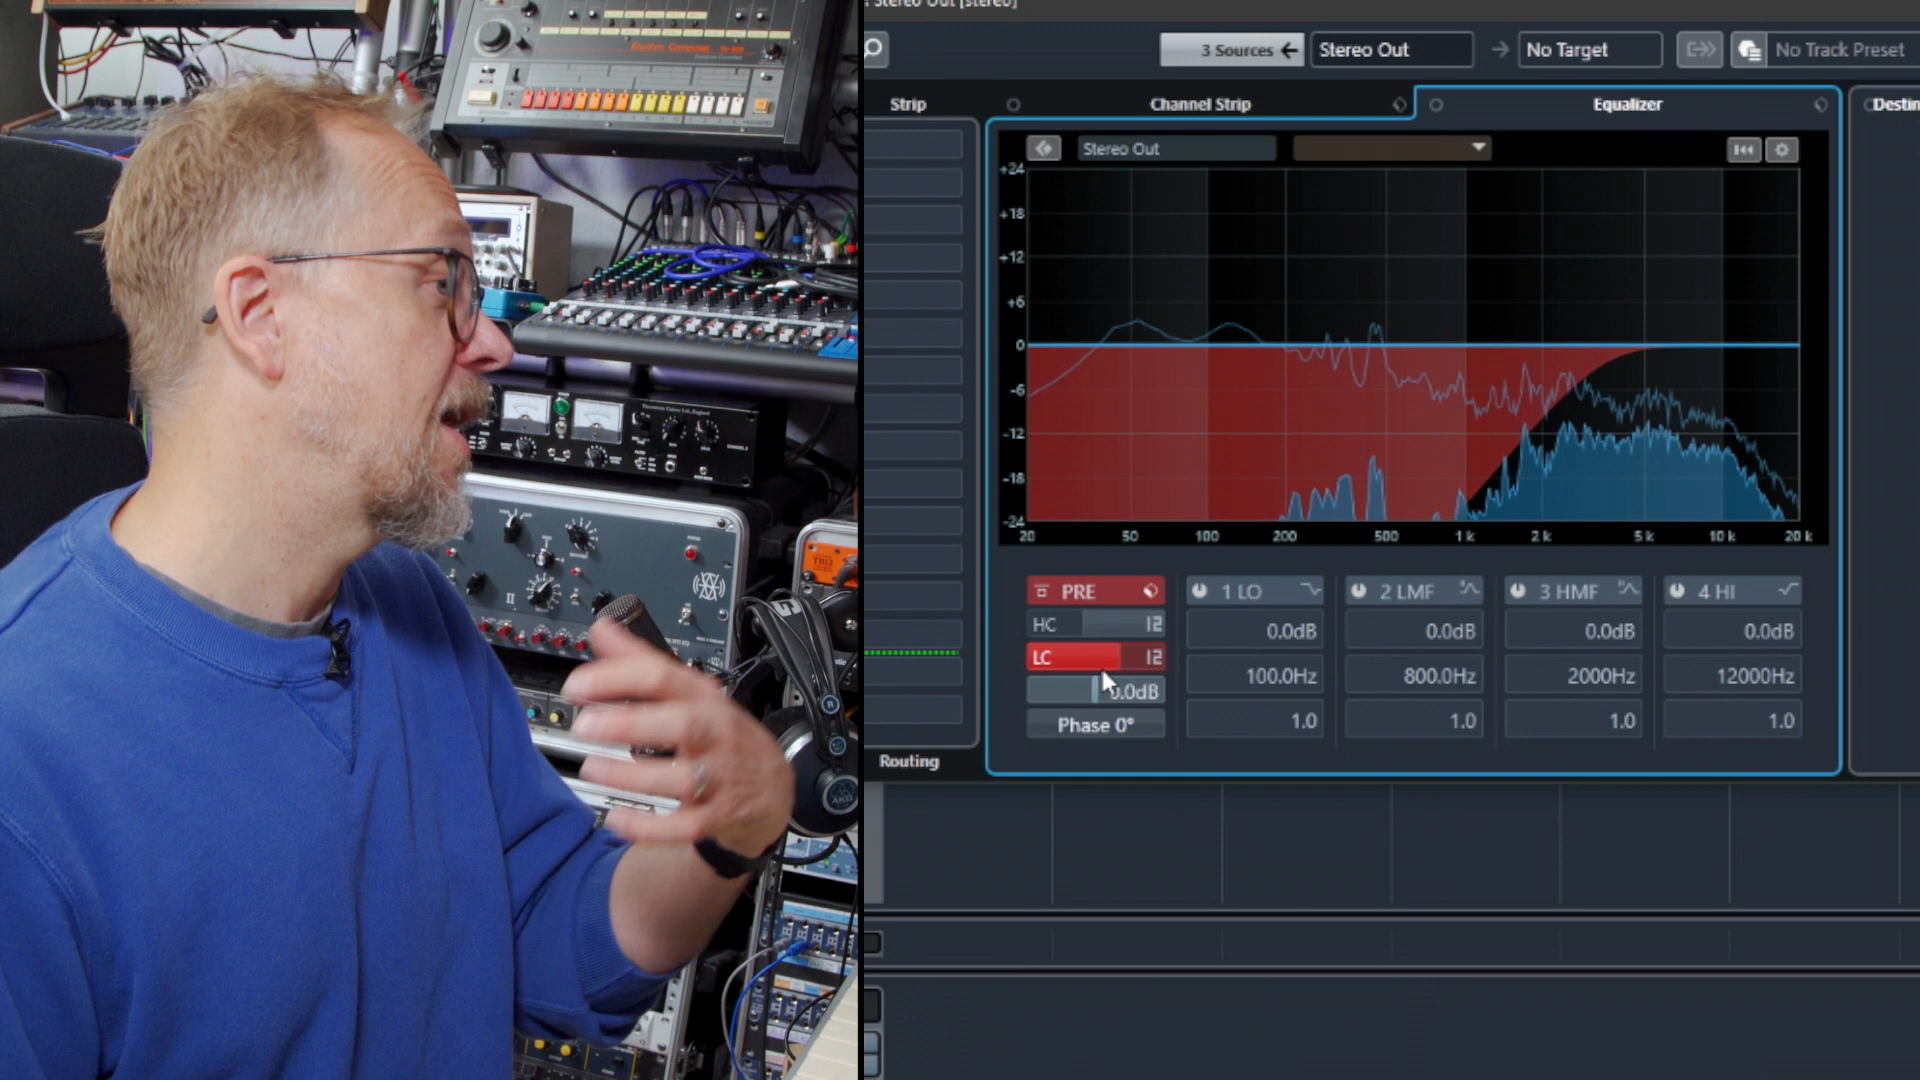 Stereo Out [stereo]
3 Sources
Stereo Out
No Target
No Track Preset
Strip
Channel Strip
Equalizer
Stereo Out
+24
+18
+12
+6
0
-6
-12
-18
-24
20 50 100 200 500 1 k 2 k 5 k 10 k 20 k
PRE
1 LO
2 LMF
3 HMF
4 HI
HC 12
0.0dB
0.0dB
0.0dB
0.0dB
LC 12
100.0Hz
800.0Hz
2000Hz
12000Hz
0.0dB
Phase 0°
1.0
1.0
1.0
1.0
Routing
Rhythm Composer
II
AKG
R